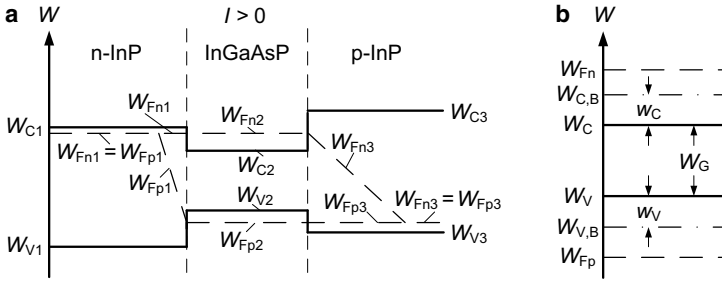 a W I > 0
n-InP InGaAsP p-InP
W_C1 W_Fn1 W_Fn2 W_C3
W_Fn1 = W_Fp1 W_C2 W_Fn3
W_Fp1 W_V2 W_Fp3 W_Fn3 = W_Fp3
W_V1 W_Fp2 W_V3
b W
W_Fn
W_C,B
w_C
W_C
W_G
W_V
w_V
W_V,B
W_Fp